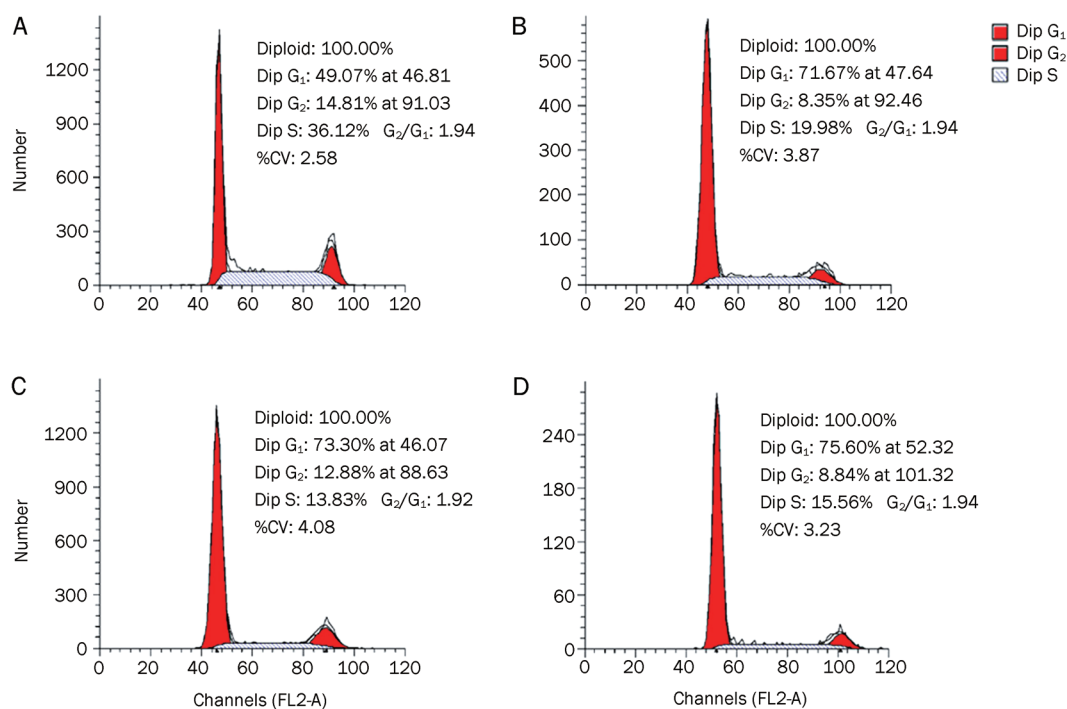 A
Diploid: 100.00%
Dip G₁: 49.07% at 46.81
Dip G₂: 14.81% at 91.03
Dip S: 36.12% G₂/G₁: 1.94
%CV: 2.58
Number
1200
900
600
300
0
0 20 40 60 80 100 120
B
Diploid: 100.00%
Dip G₁: 71.67% at 47.64
Dip G₂: 8.35% at 92.46
Dip S: 19.98% G₂/G₁: 1.94
%CV: 3.87
500
400
300
200
100
0
0 20 40 60 80 100 120
Dip G₁
Dip G₂
Dip S
C
Diploid: 100.00%
Dip G₁: 73.30% at 46.07
Dip G₂: 12.88% at 88.63
Dip S: 13.83% G₂/G₁: 1.92
%CV: 4.08
Number
1200
900
600
300
0
0 20 40 60 80 100 120
Channels (FL2-A)
D
Diploid: 100.00%
Dip G₁: 75.60% at 52.32
Dip G₂: 8.84% at 101.32
Dip S: 15.56% G₂/G₁: 1.94
%CV: 3.23
240
180
120
60
0
0 20 40 60 80 100 120
Channels (FL2-A)